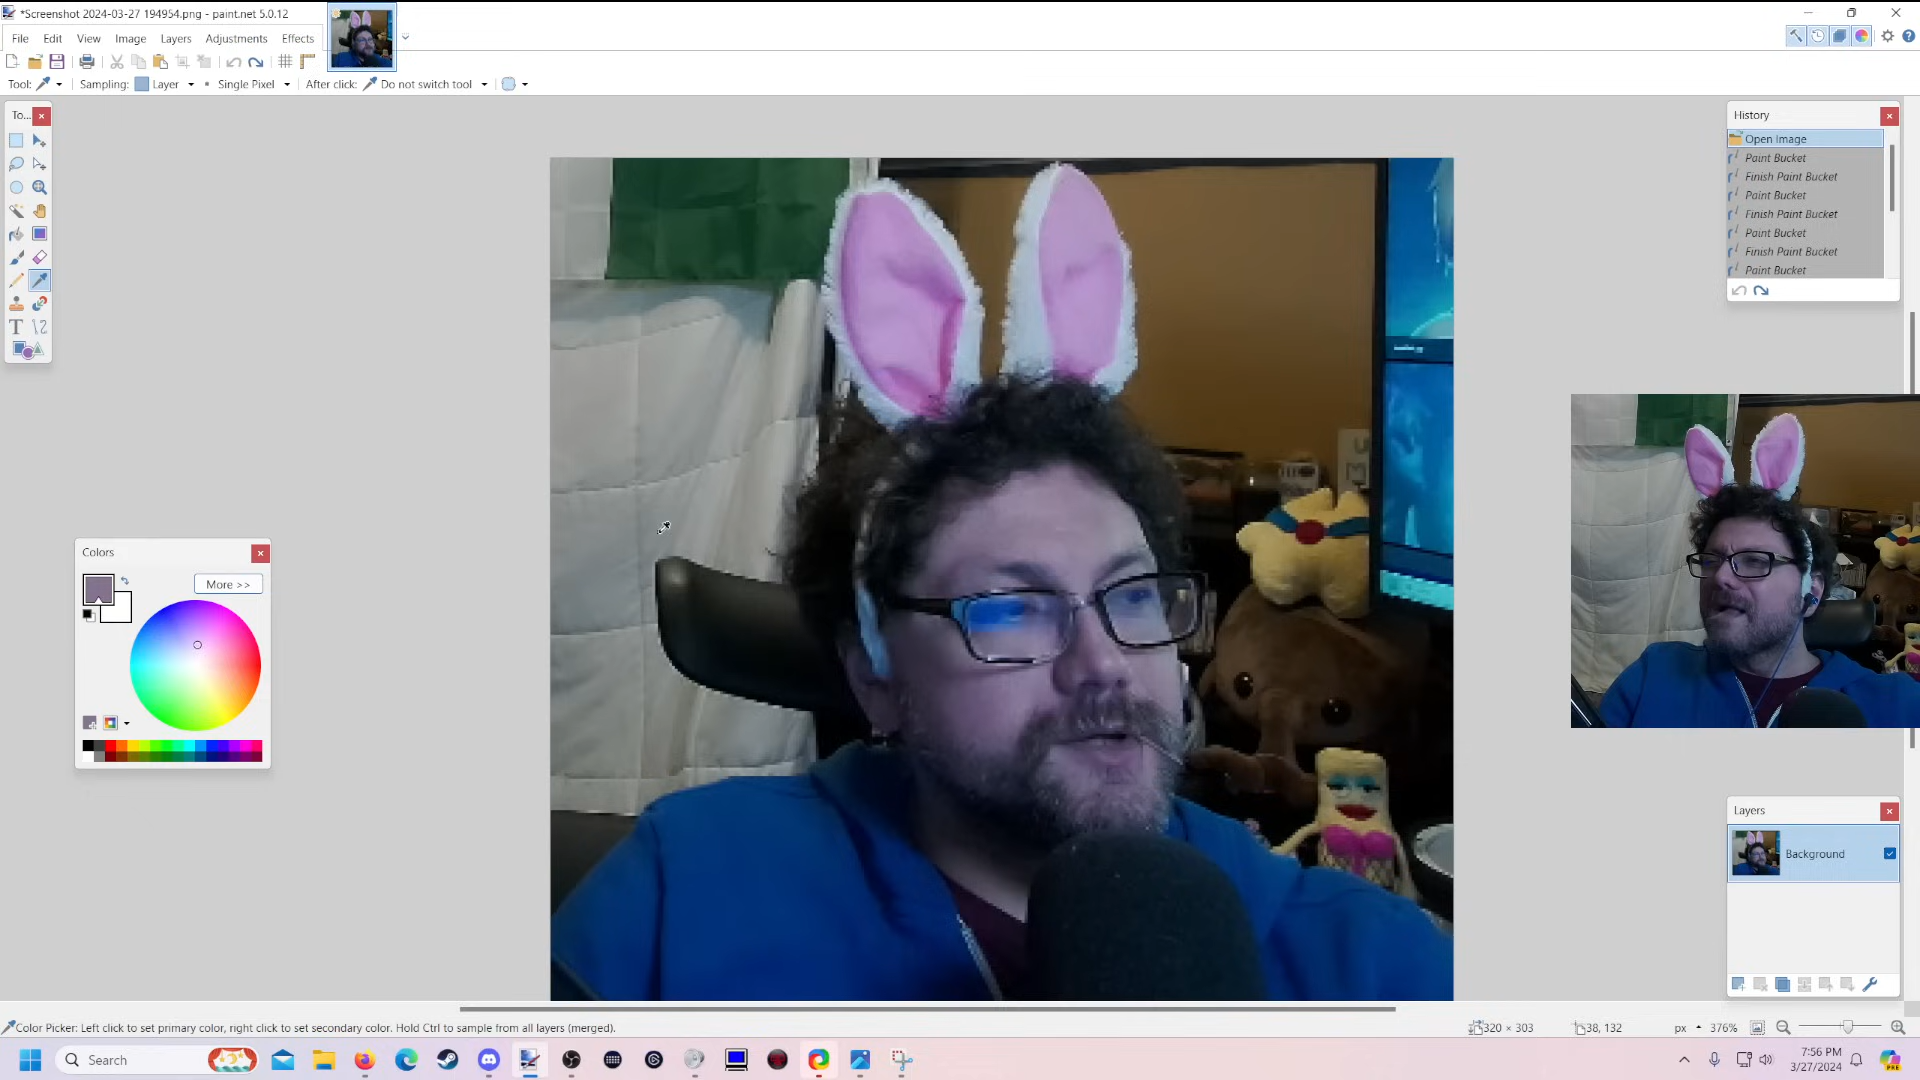 *Screenshot 2024-03-27 194954.png - paint.net 5.0.12
File Edit View Image Layers Adjustments Effects
Tool: Sampling: Layer Single Pixel After click: Do not switch tool
To...
History
Open Image
Paint Bucket
Finish Paint Bucket
Paint Bucket
Finish Paint Bucket
Paint Bucket
Finish Paint Bucket
Paint Bucket
Colors
More >>
Layers
Background
Color Picker: Left click to set primary color, right click to set secondary color. Hold Ctrl to sample from all layers (merged).
320 × 303
38, 132
px
376%
Search
7:56 PM
3/27/2024